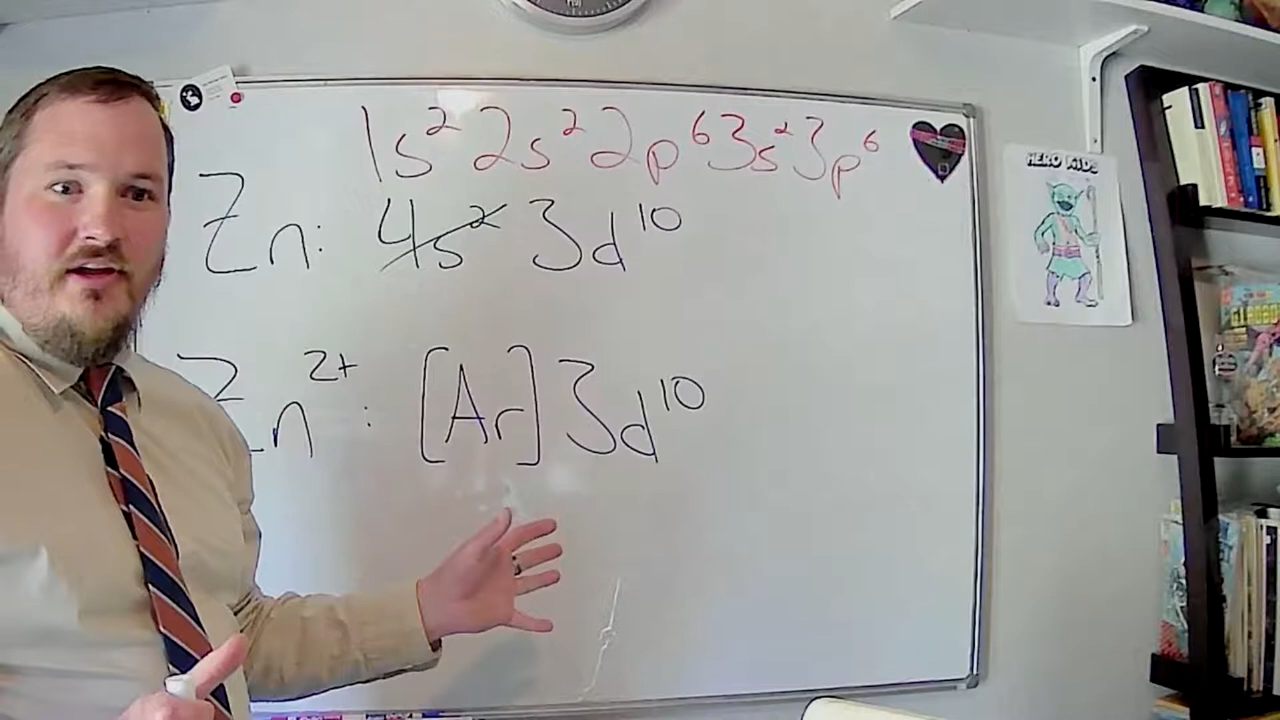 1s² 2s² 2p⁶ 3s² 3p⁶
Zn: 4s² 3d¹⁰
Zn²⁺: [Ar] 3d¹⁰
HERO KIDS